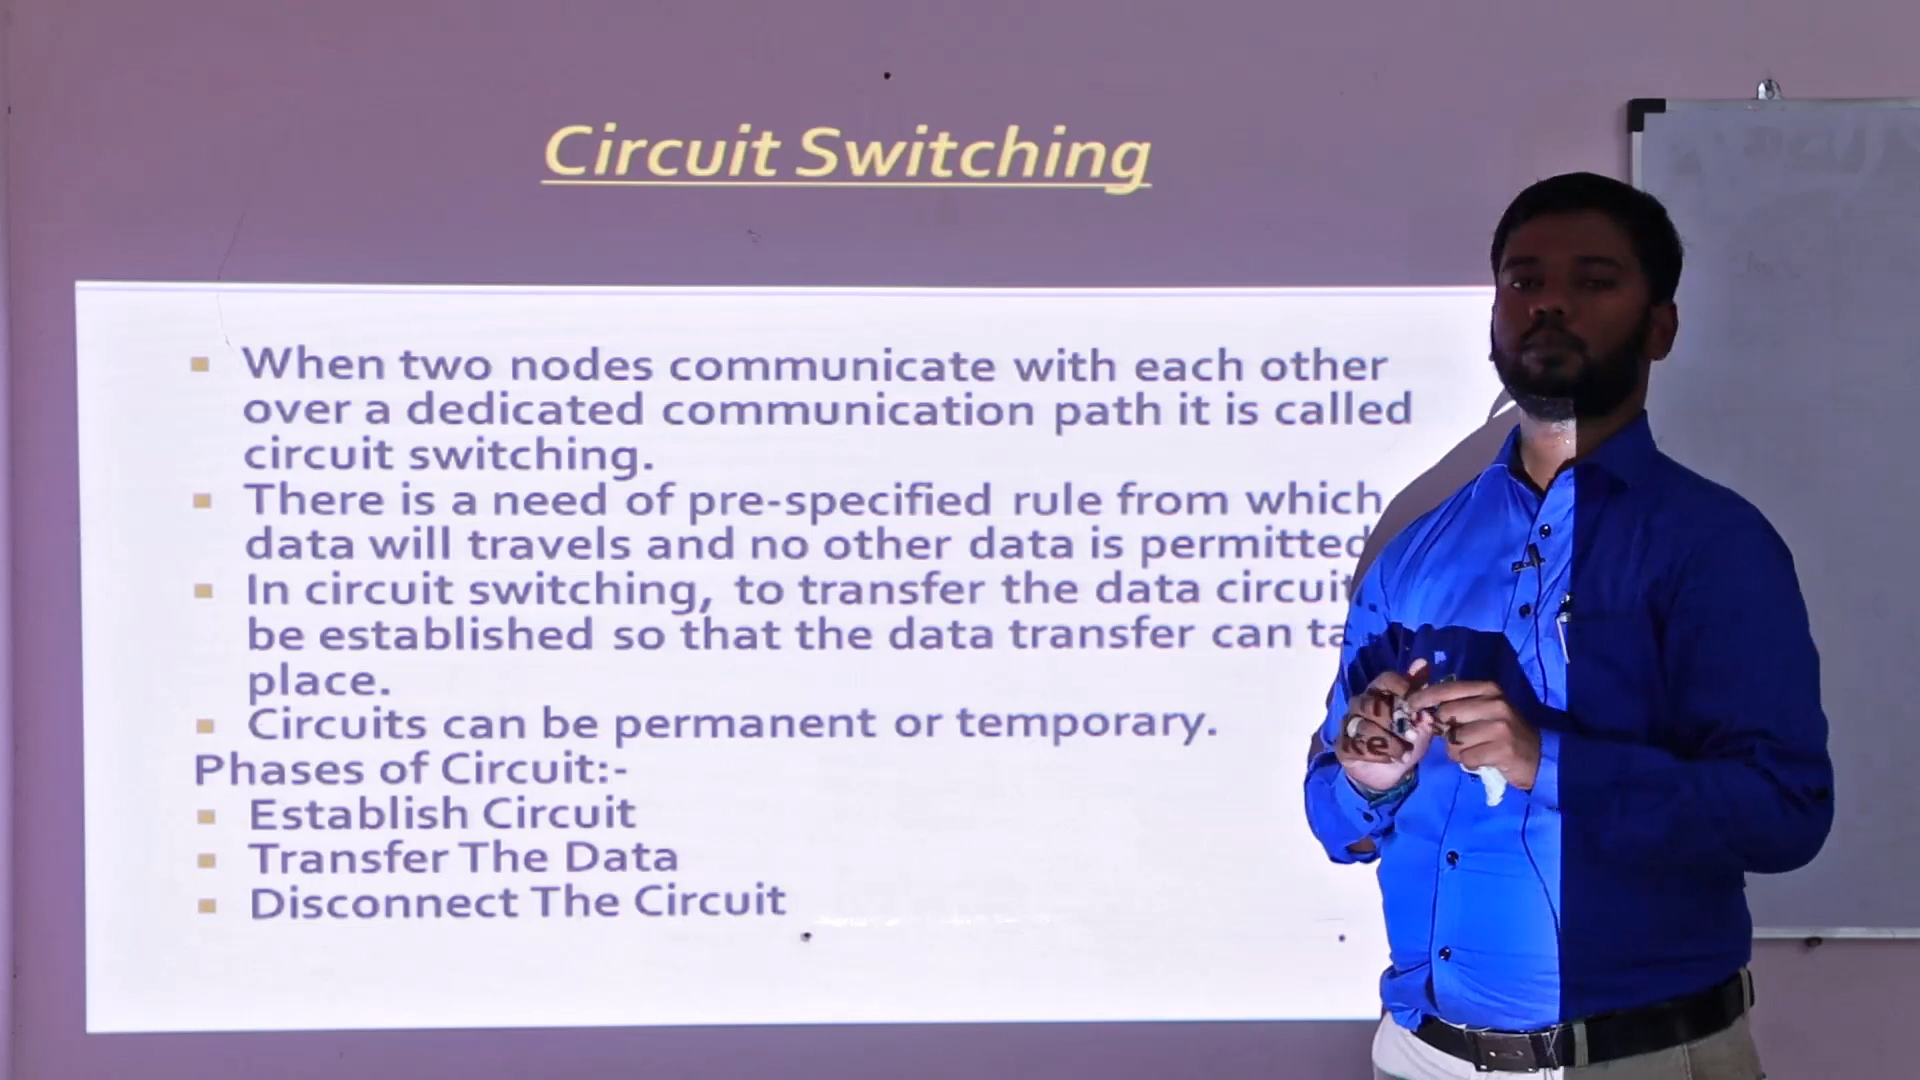 Circuit Switching
When two nodes communicate with each other
over a dedicated communication path it is called
circuit switching.
There is a need of pre-specified rule from which
data will travels and no other data is permitted
In circuit switching, to transfer the data circuit
be established so that the data transfer can
place.
Circuits can be permanent or temporary.
Phases of Circuit:-
Establish Circuit
Transfer The Data
Disconnect The Circuit